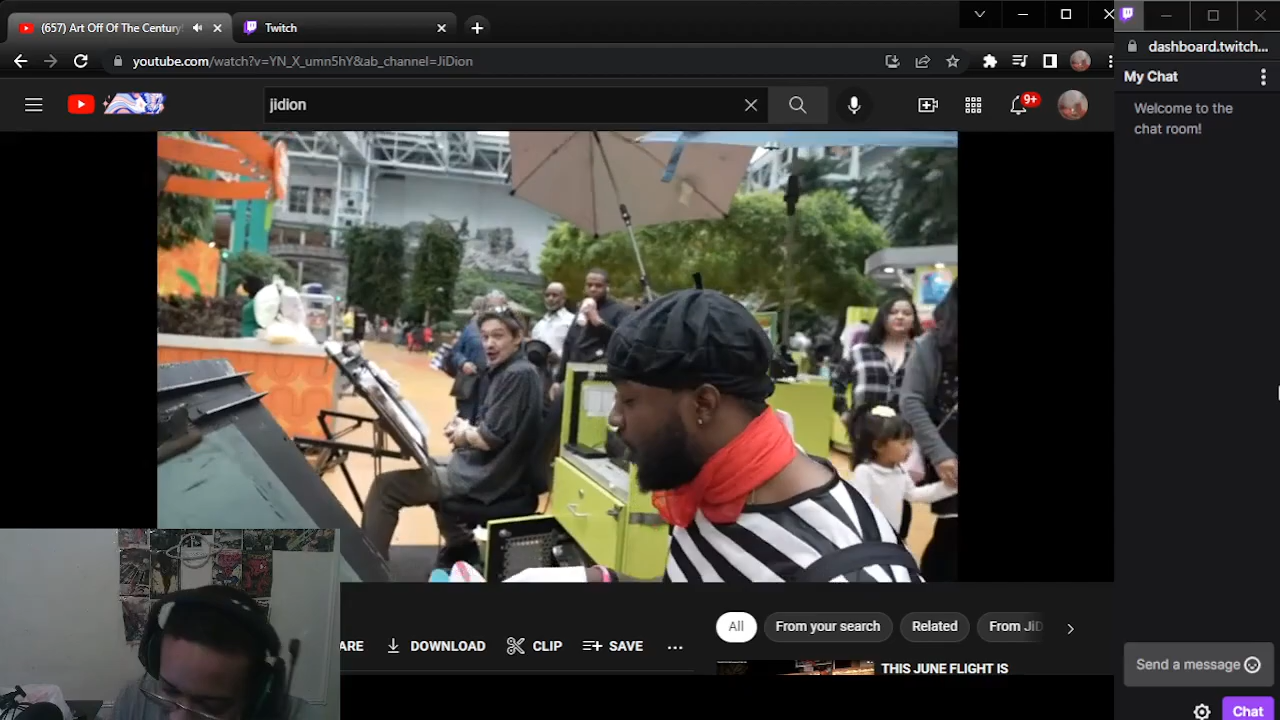 (657) Art Off Of The Century
Twitch
dashboard.twitch...
youtube.com/watch?v=YN_X_umn5hY&ab_channel=JiDion
My Chat
jidion
9+
Welcome to the
chat room!
ARE
DOWNLOAD
CLIP
SAVE
All
From your search
Related
From JiD
THIS JUNE FLIGHT IS
Send a message
Chat